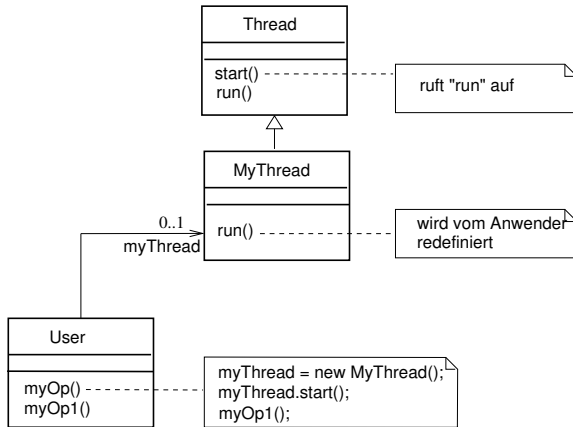 Thread
start()
run()
ruft "run" auf
MyThread
run()
wird vom Anwender
redefiniert
0..1
myThread
User
myOp()
myOp1()
myThread = new MyThread();
myThread.start();
myOp1();